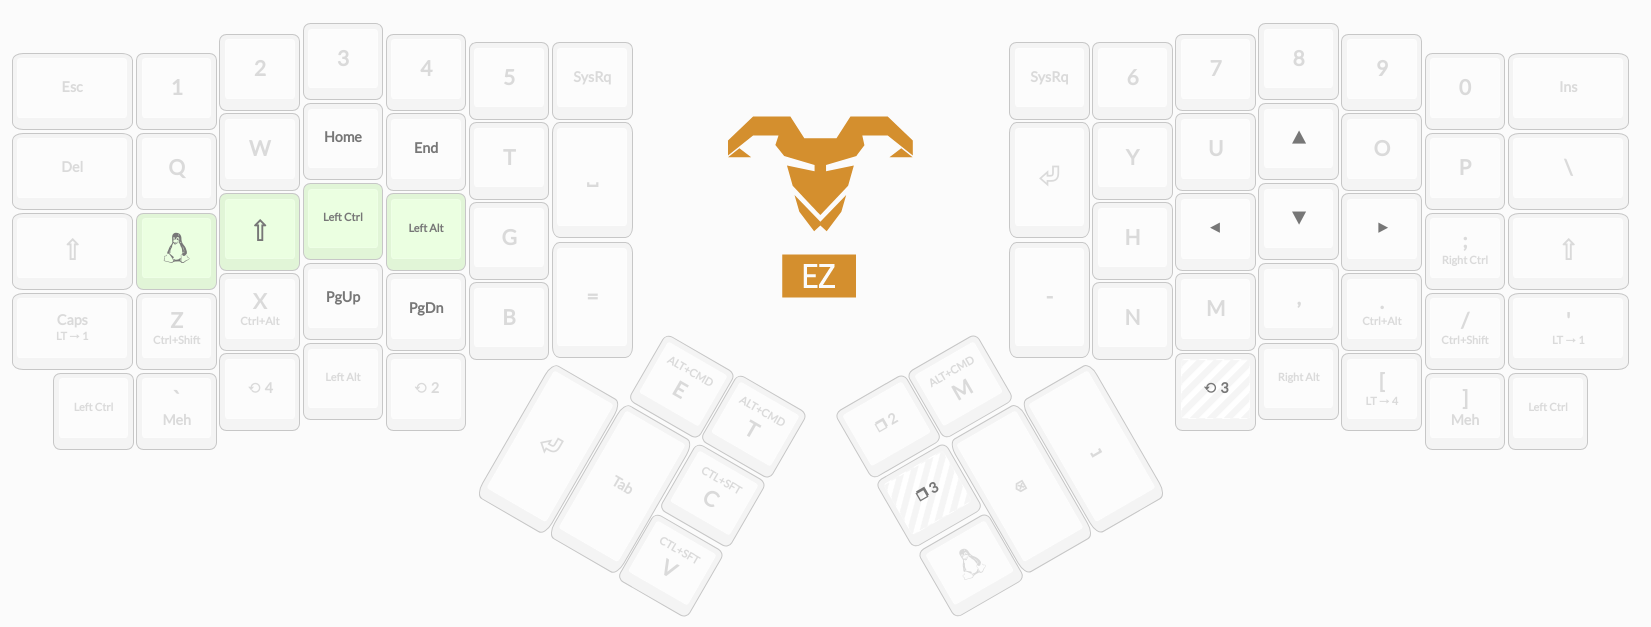 Esc 1 2 3 4 5 SysRq
SysRq 6 7 8 9 0 Ins
Del Q W Home End T ⎵
⏎ Y U ▲ O P \
⇧ ⇧ Left Ctrl Left Alt G
H ◄ ▼ ► ; ⇧
Right Ctrl
Caps Z X PgUp PgDn B =
LT → 1 Ctrl+Shift Ctrl+Alt
- N M , . / '
Ctrl+Alt Ctrl+Shift LT → 1
Left Ctrl ` ⟲ 4 Left Alt ⟲ 2
Meh
⟲ 3 Right Alt [ ] Left Ctrl
LT → 4 Meh
EZ
ALT+CMD
E
ALT+CMD
T
⏎
Tab
CTL+SFT
C
CTL+SFT
V
❐ 2
ALT+CMD
M
❐ 3